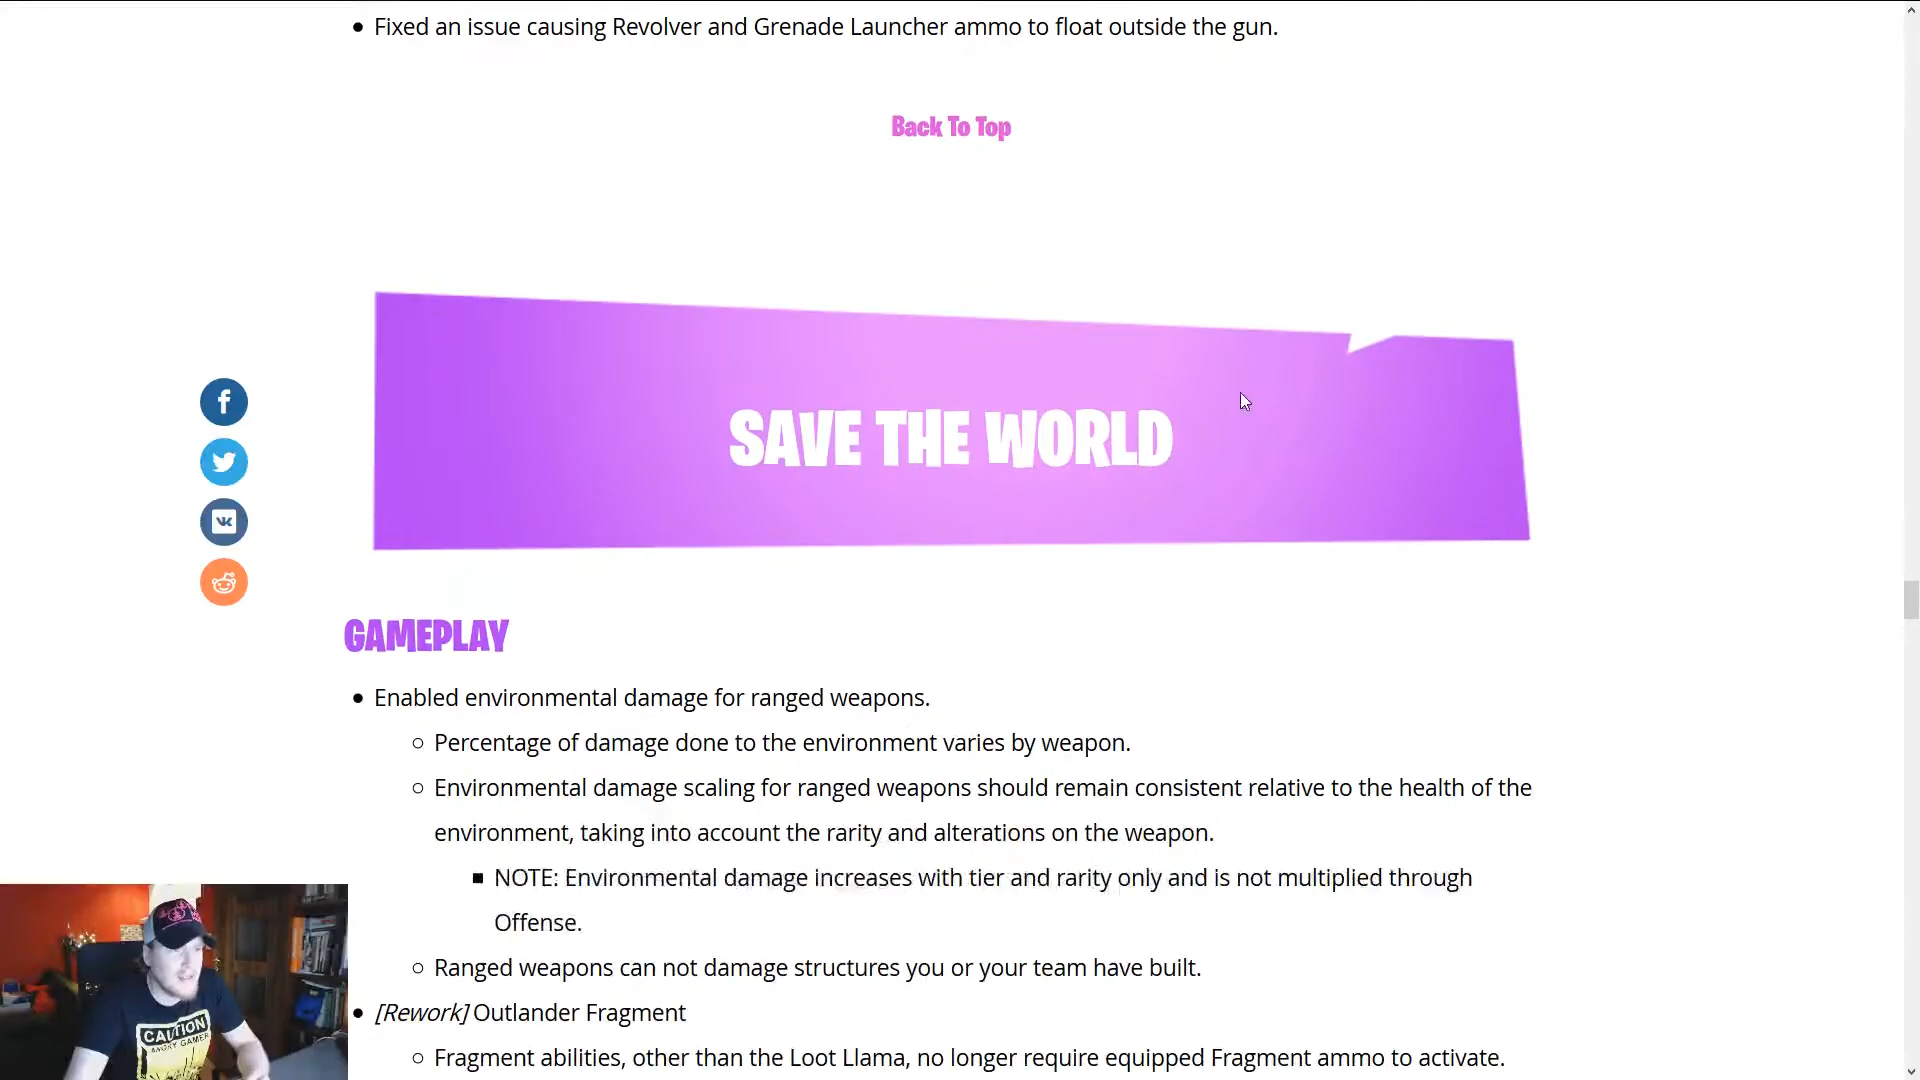 Fixed an issue causing Revolver and Grenade Launcher ammo to float outside the gun.
Back To Top
SAVE THE WORLD
GAMEPLAY
Enabled environmental damage for ranged weapons.
Percentage of damage done to the environment varies by weapon.
Environmental damage scaling for ranged weapons should remain consistent relative to the health of the
environment, taking into account the rarity and alterations on the weapon.
NOTE: Environmental damage increases with tier and rarity only and is not multiplied through
Offense.
Ranged weapons can not damage structures you or your team have built.
[Rework] Outlander Fragment
Fragment abilities, other than the Loot Llama, no longer require equipped Fragment ammo to activate.
CAUTION
ANGRY GAMER